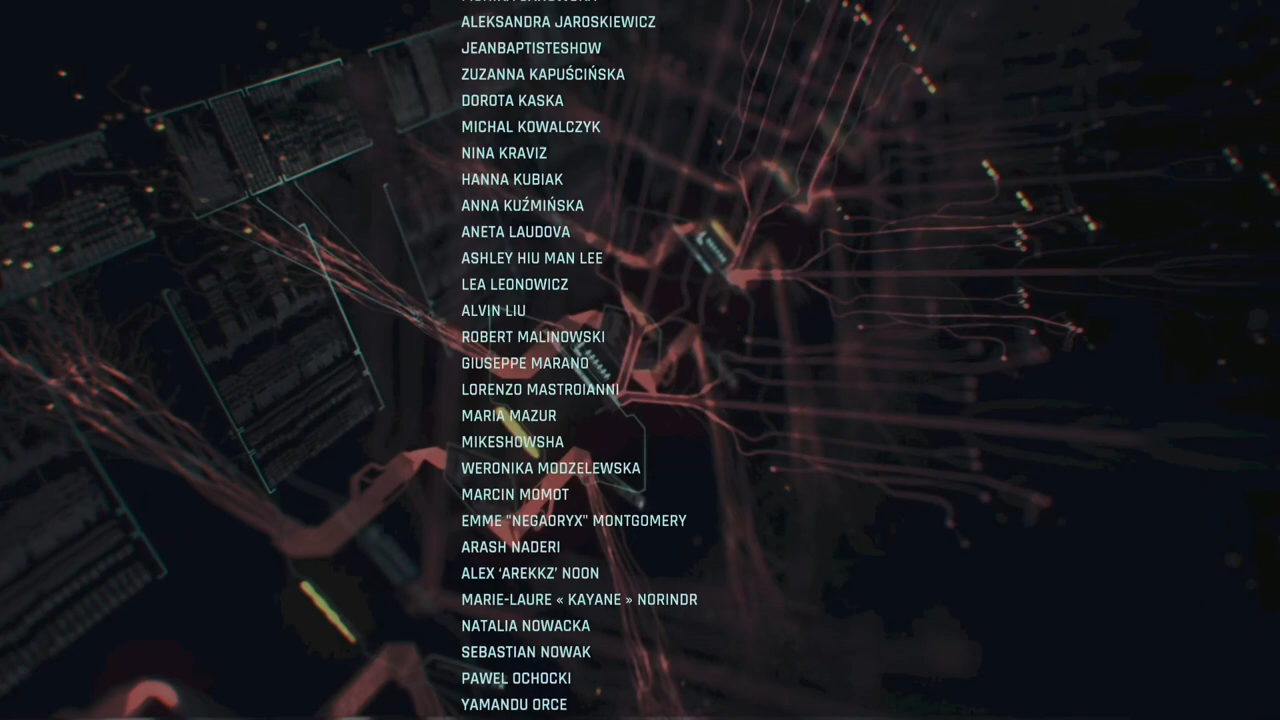 ALEKSANDRA JAROSKIEWICZ
JEANBAPTISTESHOW
ZUZANNA KAPUŚCIŃSKA
DOROTA KASKA
MICHAL KOWALCZYK
NINA KRAVIZ
HANNA KUBIAK
ANNA KUŹMIŃSKA
ANETA LAUDOVA
ASHLEY HIU MAN LEE
LEA LEONOWICZ
ALVIN LIU
ROBERT MALINOWSKI
GIUSEPPE MARANO
LORENZO MASTROIANNI
MARIA MAZUR
MIKESHOWSHA
WERONIKA MODZELEWSKA
MARCIN MOMOT
EMME "NEGAORYX" MONTGOMERY
ARASH NADERI
ALEX ‘AREKKZ’ NOON
MARIE-LAURE « KAYANE » NORINDR
NATALIA NOWACKA
SEBASTIAN NOWAK
PAWEL OCHOCKI
YAMANDU ORCE